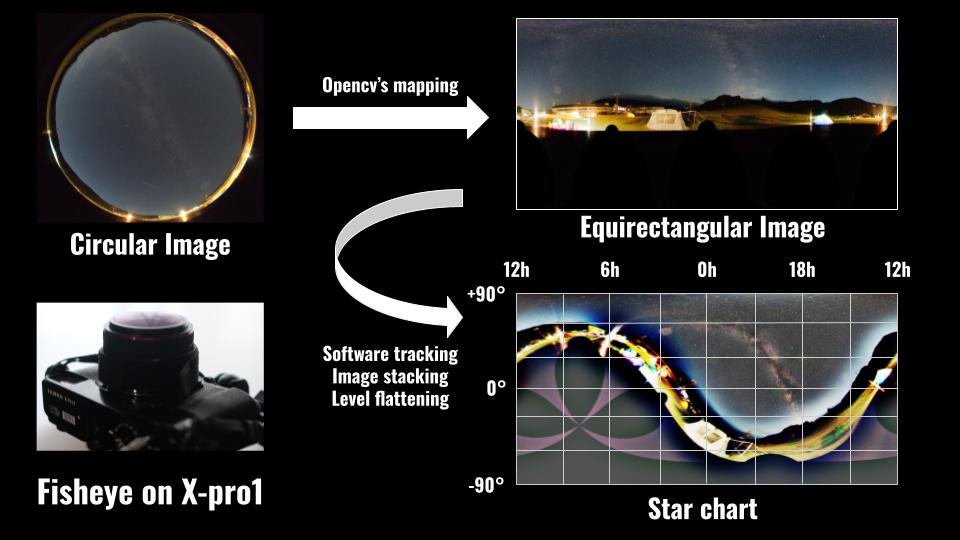 Opencv's mapping
Circular Image
Equirectangular Image
12h 6h 0h 18h 12h
+90°
0°
-90°
Software tracking
Image stacking
Level flattening
Fisheye on X-pro1
Star chart